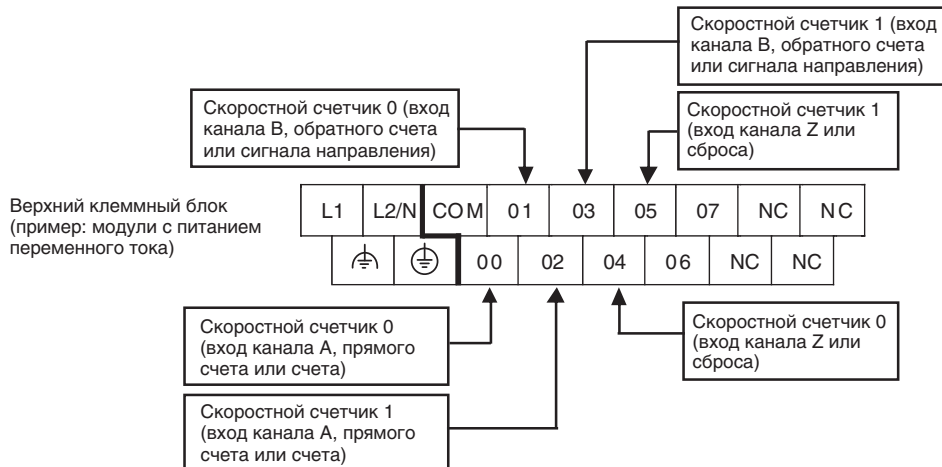 Скоростной счетчик 1 (вход
канала B, обратного счета
или сигнала направления)
Скоростной счетчик 0 (вход
канала B, обратного счета
или сигнала направления)
Скоростной счетчик 1
(вход канала Z или
сброса)
Верхний клеммный блок
(пример: модули с питанием
переменного тока)
L1 L2/N COM 01 03 05 07 NC NC
00 02 04 06 NC NC
Скоростной счетчик 0
(вход канала A, прямого
счета или счета)
Скоростной счетчик 0
(вход канала Z или
сброса)
Скоростной счетчик 1
(вход канала A, прямого
счета или счета)